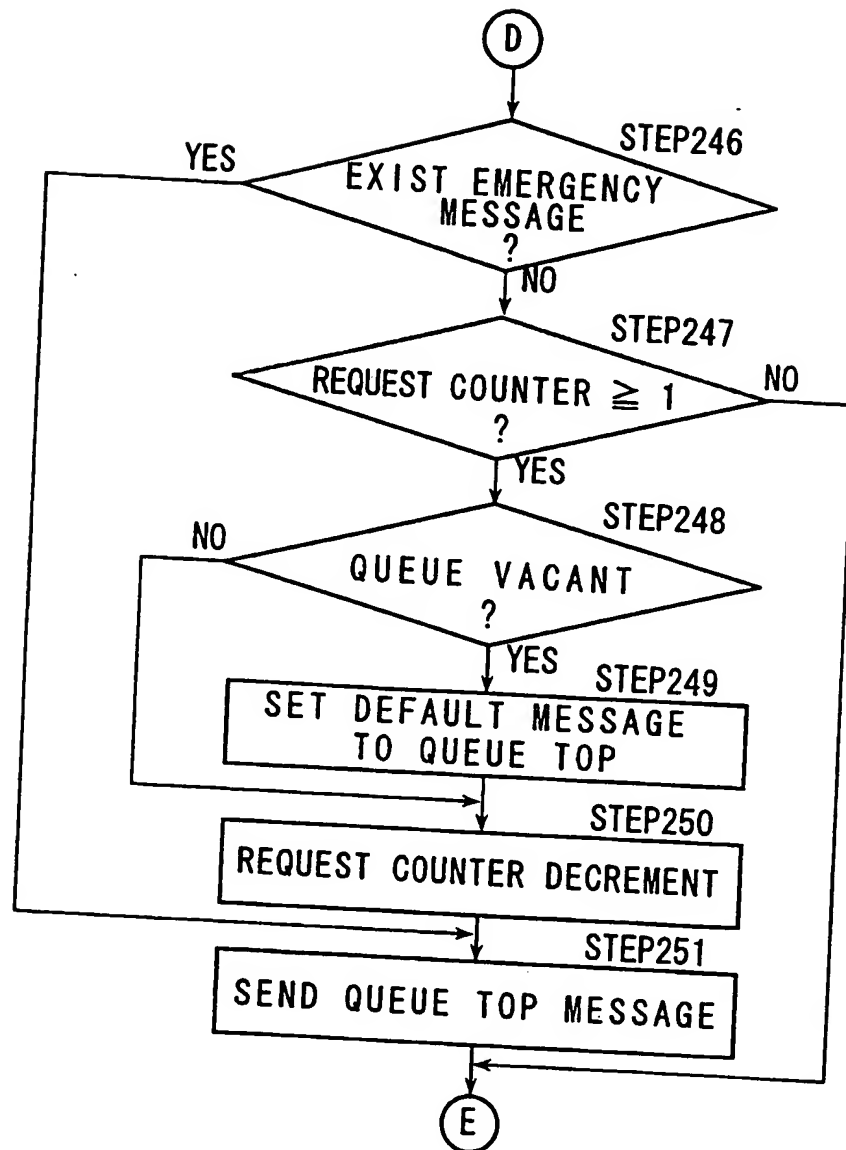 D
STEP246
YES
EXIST EMERGENCY
MESSAGE
?
NO
STEP247
REQUEST COUNTER ≧ 1
?
NO
YES
STEP248
NO
QUEUE VACANT
?
YES
STEP249
SET DEFAULT MESSAGE
TO QUEUE TOP
STEP250
REQUEST COUNTER DECREMENT
STEP251
SEND QUEUE TOP MESSAGE
E